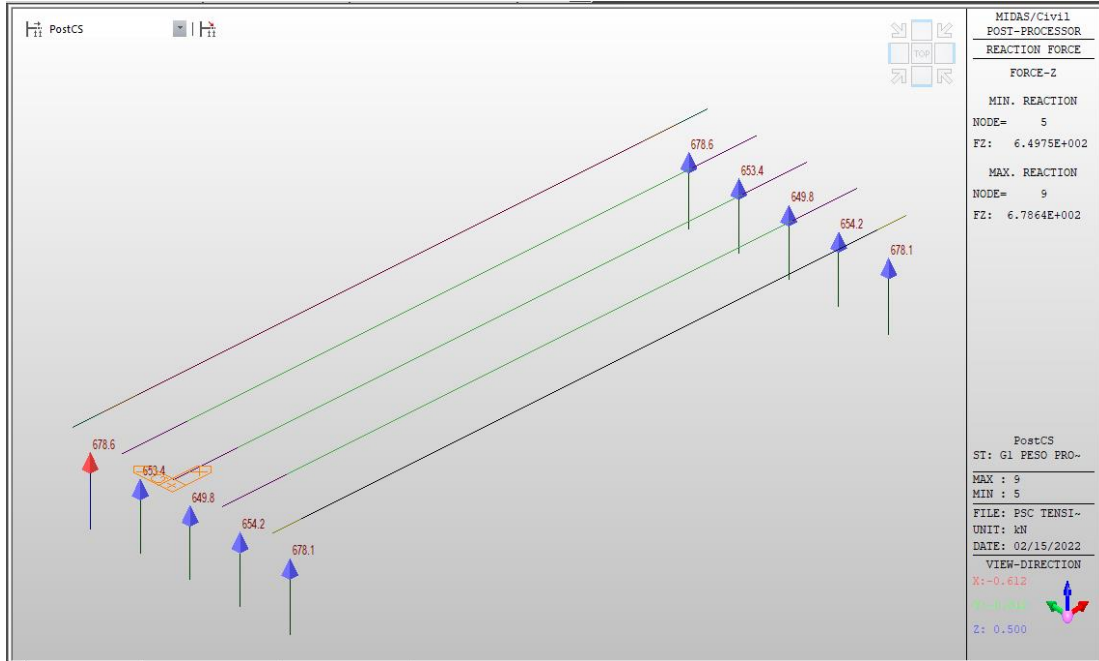 PostCS
TOP
678.6
653.4
649.8
654.2
678.1
678.6
653.4
649.8
654.2
678.1
MIDAS/Civil
POST-PROCESSOR
REACTION FORCE
FORCE-Z
MIN. REACTION
NODE= 5
FZ: 6.4975E+002
MAX. REACTION
NODE= 9
FZ: 6.7864E+002
PostCS
ST: G1 PESO PRO~
MAX : 9
MIN : 5
FILE: PSC TENSI~
UNIT: kN
DATE: 02/15/2022
VIEW-DIRECTION
X:-0.612
Z: 0.500